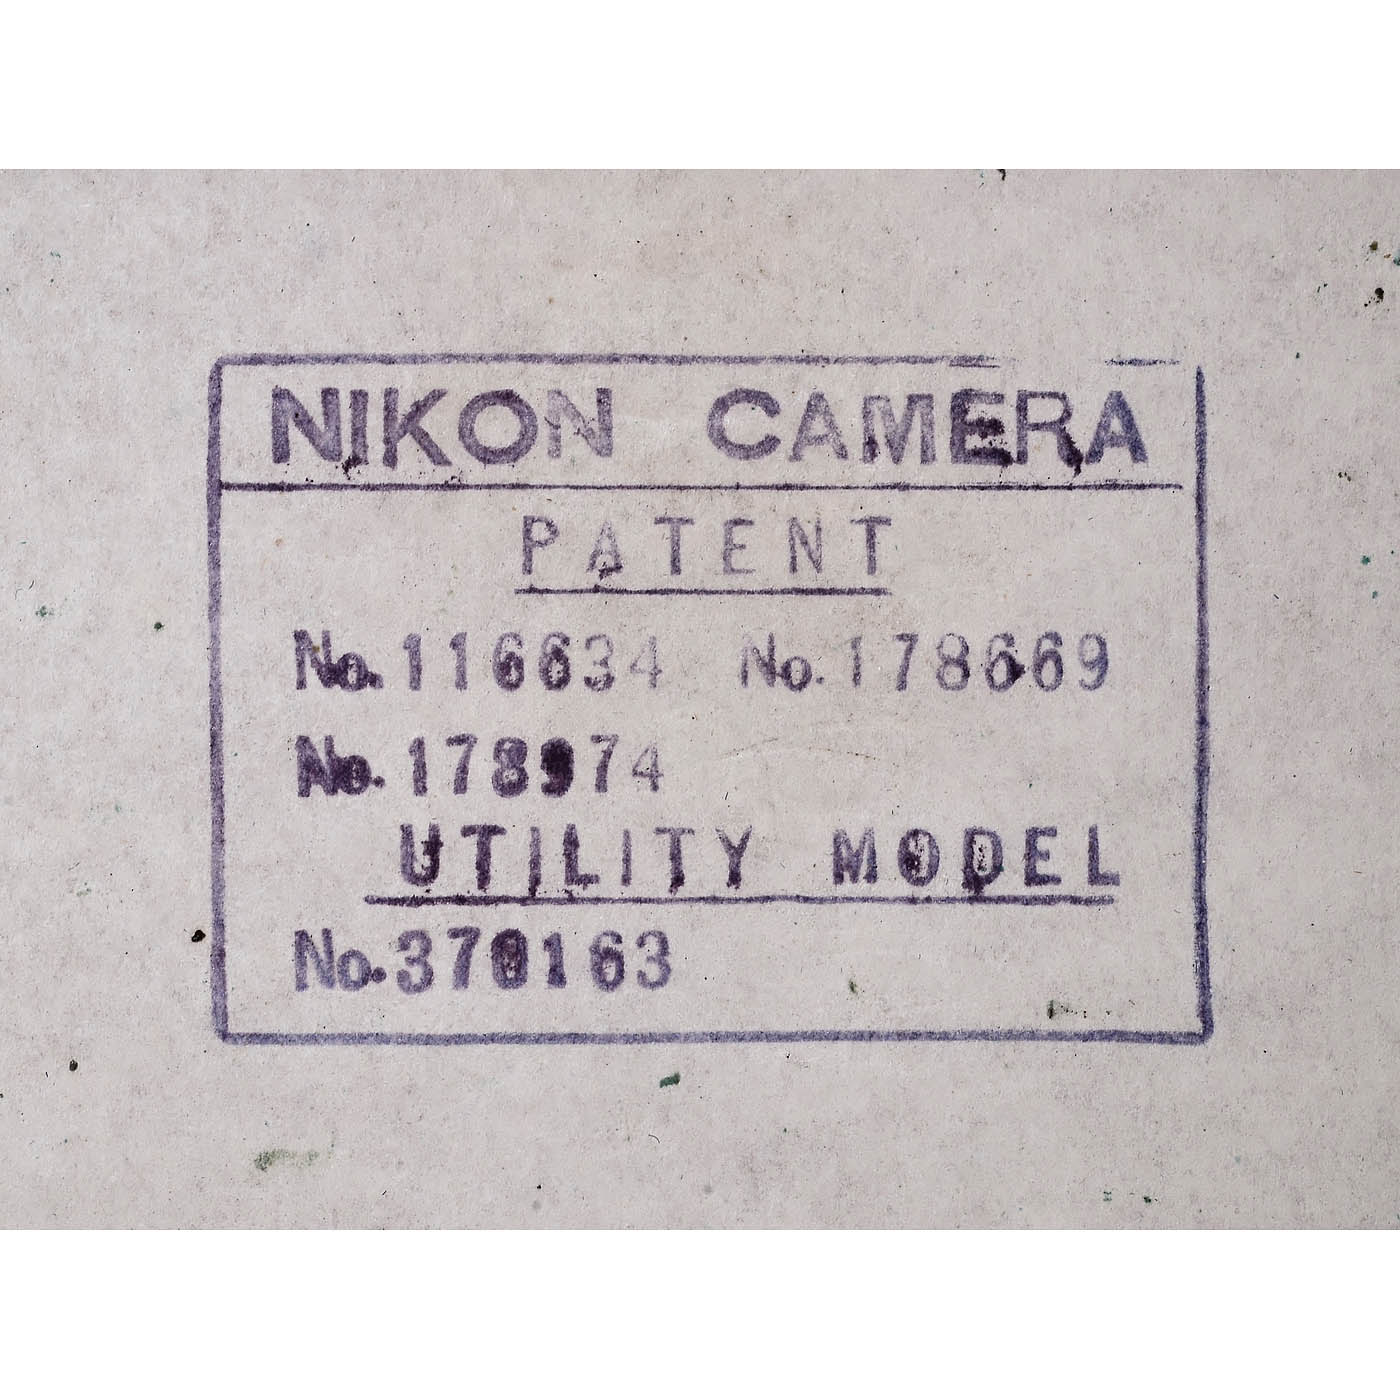 NIKON CAMERA
PATENT
No. 116634 No. 178669
No. 178974
UTILITY MODEL
No. 370163